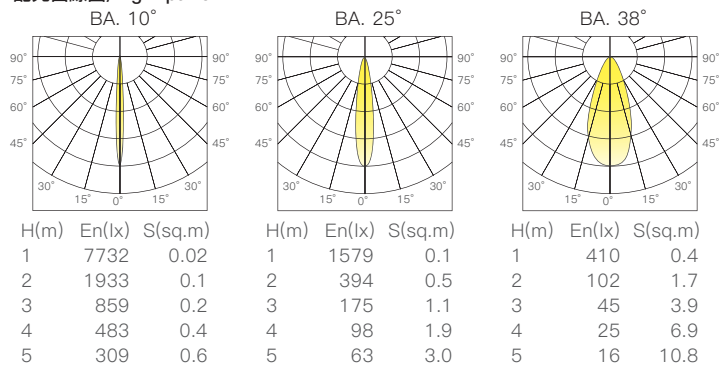 BA. 10° BA. 25° BA. 38°
90° 90° 90° 90° 90° 90°
75° 75° 75° 75° 75° 75°
60° 60° 60° 60° 60° 60°
45° 45° 45° 45° 45° 45°
30° 30° 30° 30° 30° 30°
15° 0° 15° 15° 0° 15° 15° 0° 15°
H(m) En(lx) S(sq.m) H(m) En(lx) S(sq.m) H(m) En(lx) S(sq.m)
1 7732 0.02 1 1579 0.1 1 410 0.4
2 1933 0.1 2 394 0.5 2 102 1.7
3 859 0.2 3 175 1.1 3 45 3.9
4 483 0.4 4 98 1.9 4 25 6.9
5 309 0.6 5 63 3.0 5 16 10.8